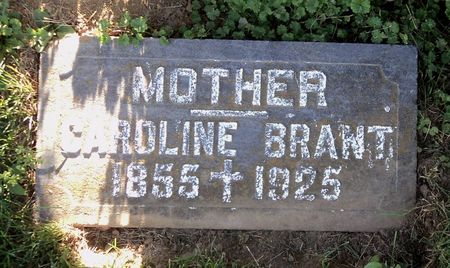 MOTHER
CAROLINE BRANT
1855 ✝ 1925